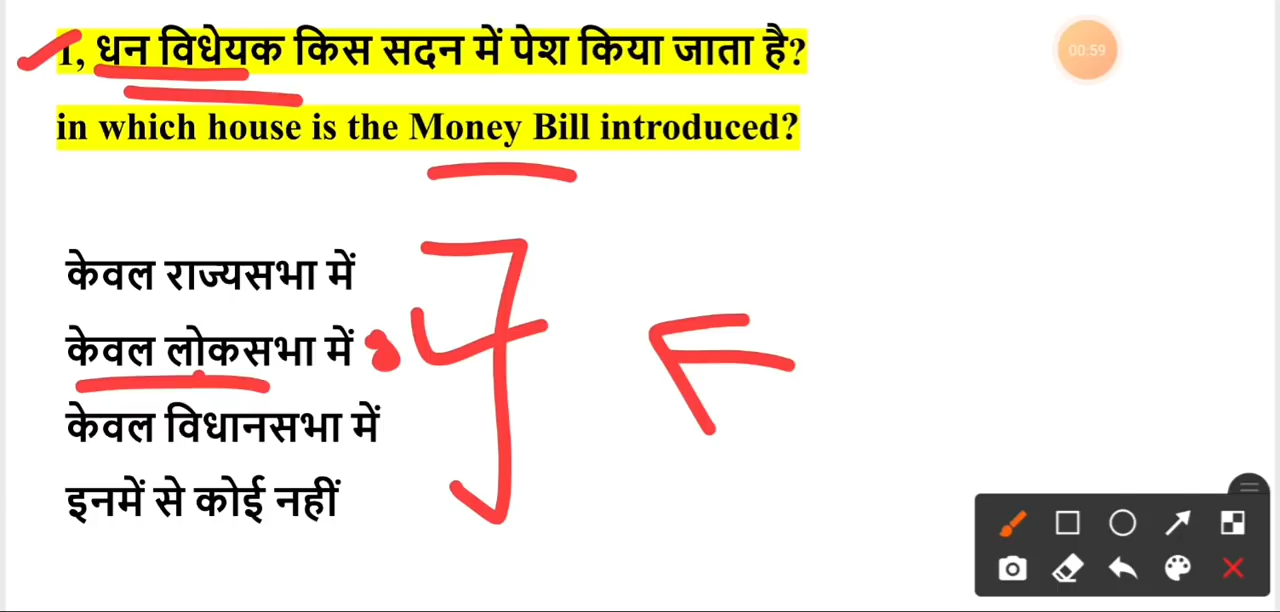 1, धन विधेयक किस सदन में पेश किया जाता है?
00:59
in which house is the Money Bill introduced?
केवल राज्यसभा में
केवल लोकसभा में
केवल विधानसभा में
इनमें से कोई नहीं